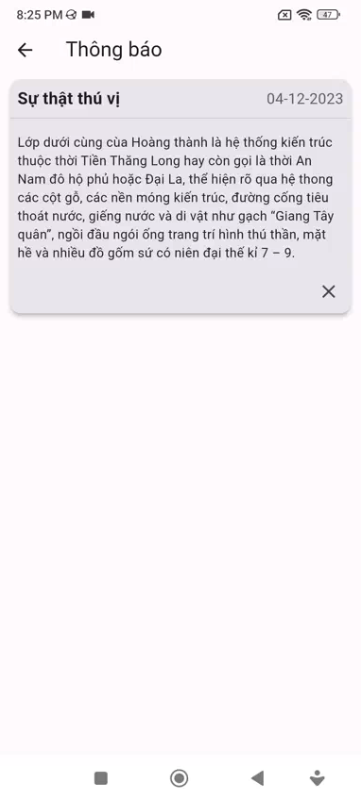 8:25 PM
47
Thông báo
Sự thật thú vị
04-12-2023
Lớp dưới cùng của Hoàng thành là hệ thống kiến trúc
thuộc thời Tiền Thăng Long hay còn gọi là thời An
Nam đô hộ phủ hoặc Đại La, thể hiện rõ qua hệ thong
các cột gỗ, các nền móng kiến trúc, đường cống tiêu
thoát nước, giếng nước và di vật như gạch “Giang Tây
quân”, ngồi đầu ngói ống trang trí hình thú thần, mặt
hề và nhiều đồ gốm sứ có niên đại thế kỉ 7 – 9.